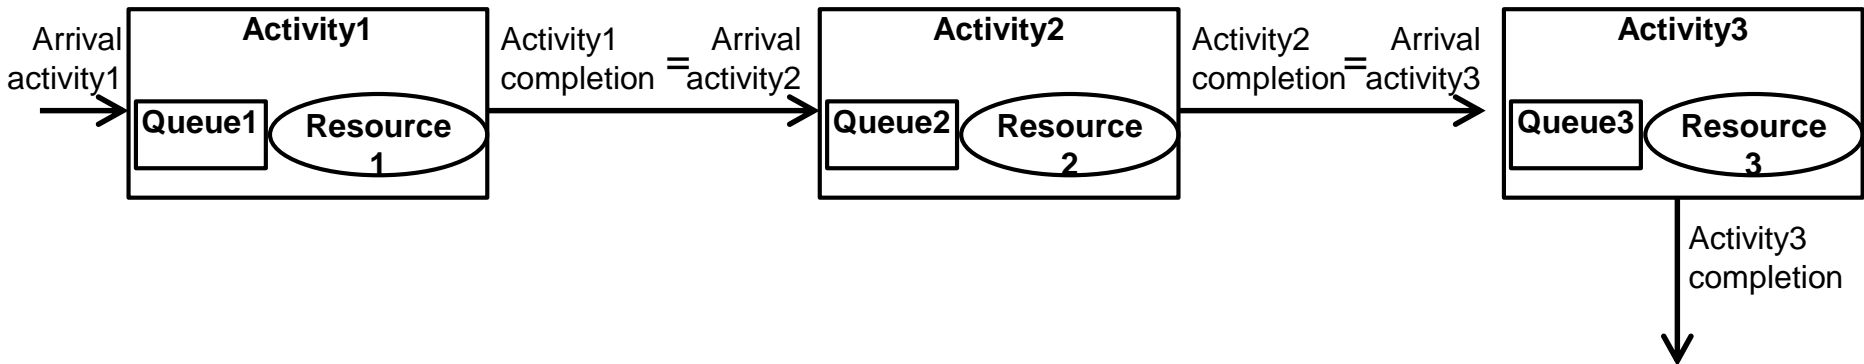 Arrival
activity1
Activity1
Queue1
Resource
1
Activity1
completion
=
Arrival
activity2
Activity2
Queue2
Resource
2
Activity2
completion
=
Arrival
activity3
Activity3
Queue3
Resource
3
Activity3
completion